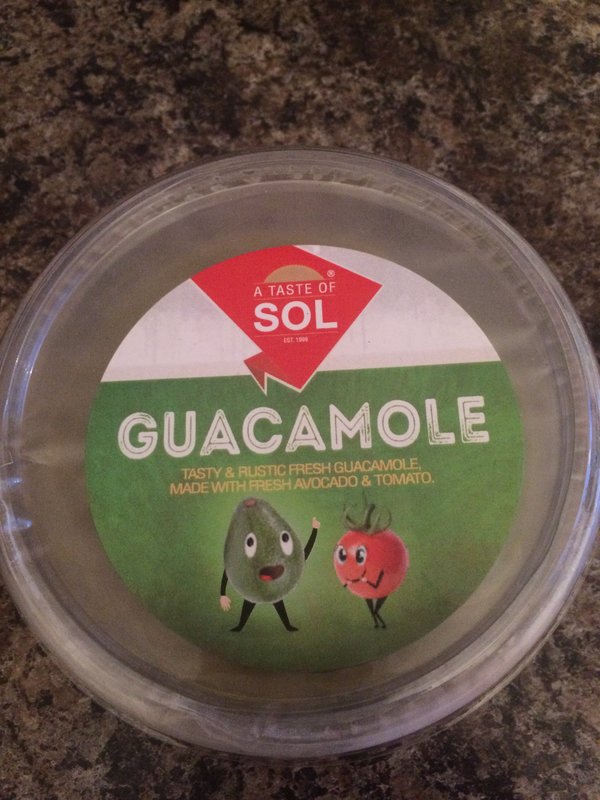 ®
A TASTE OF
SOL
EST. 1999
GUACAMOLE
TASTY & RUSTIC FRESH GUACAMOLE,
MADE WITH FRESH AVOCADO & TOMATO.